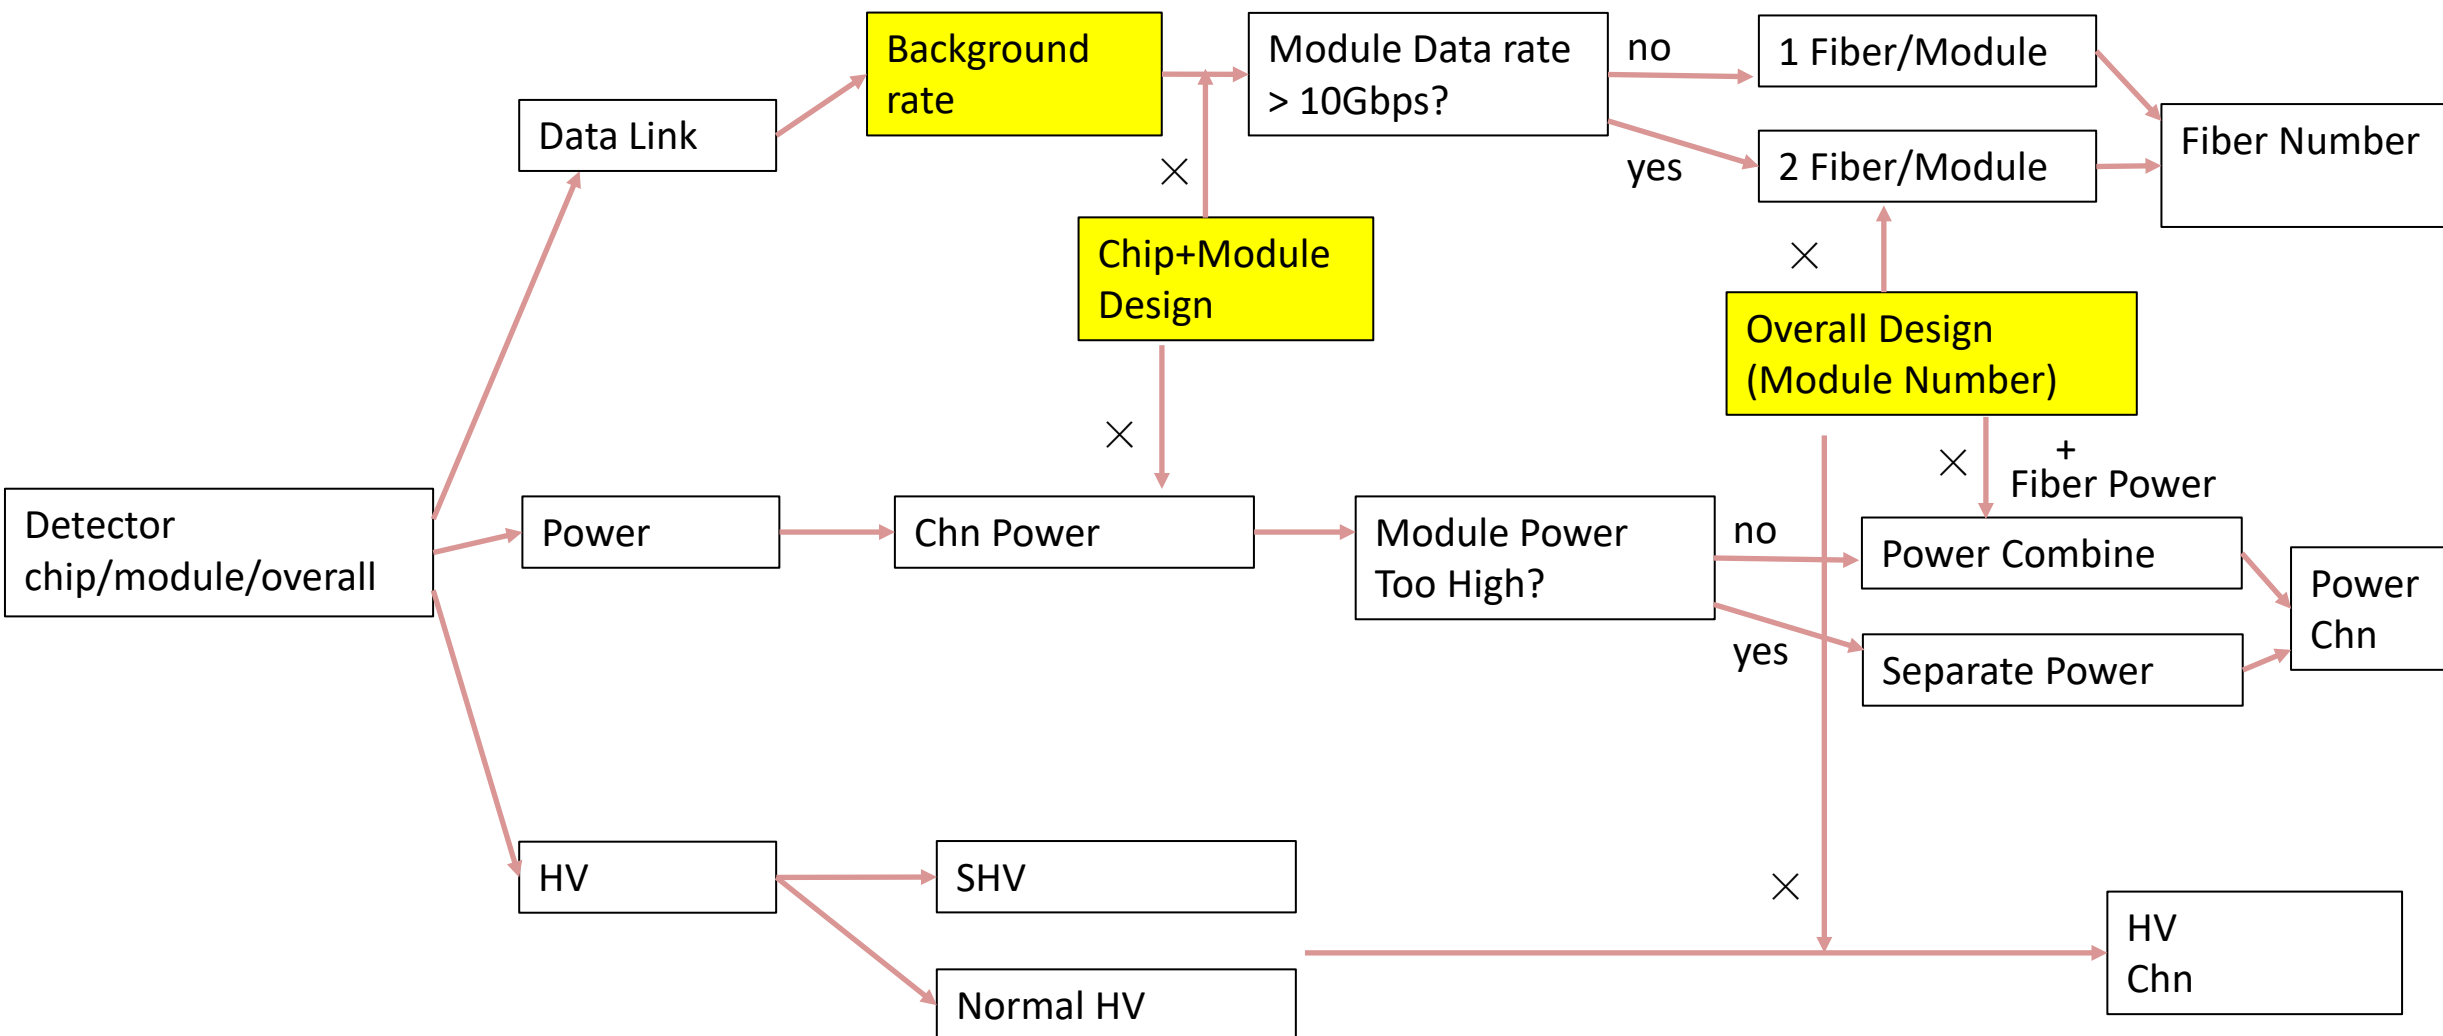 Background
rate
Module Data rate
> 10Gbps?
no
yes
1 Fiber/Module
2 Fiber/Module
Fiber Number
Data Link
×
Chip+Module
Design
×
×
Overall Design
(Module Number)
×
+
Fiber Power
Detector
chip/module/overall
Power
Chn Power
Module Power
Too High?
no
yes
Power Combine
Separate Power
Power
Chn
HV
SHV
Normal HV
×
HV
Chn